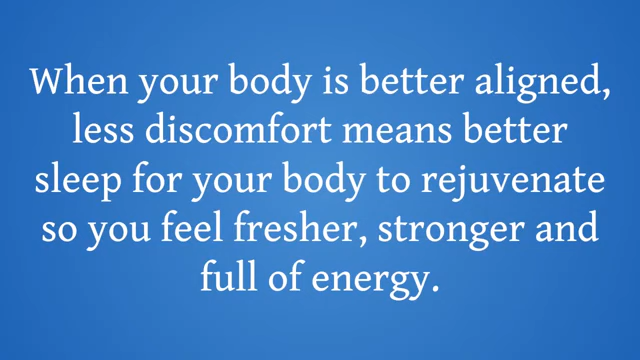 When your body is better aligned,
less discomfort means better
sleep for your body to rejuvenate
so you feel fresher, stronger and
full of energy.